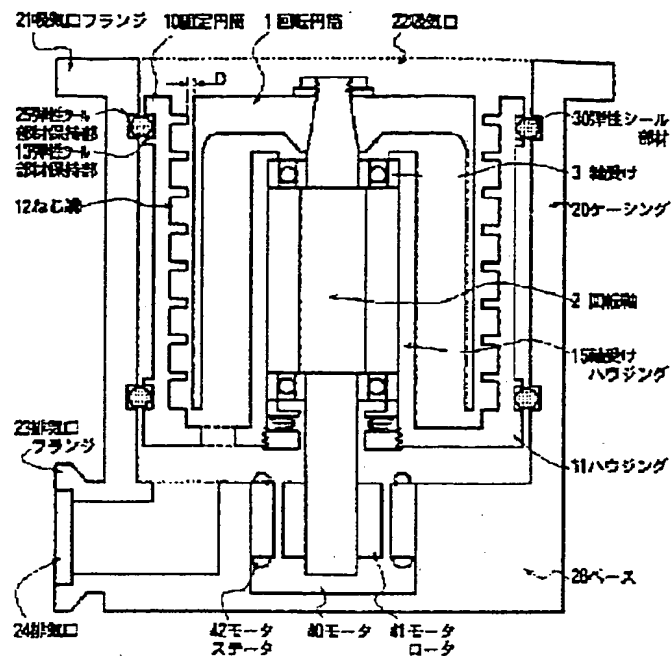 21吸気口フランジ
10固定円筒
1 回転円筒
22吸気口
D
25弾性シール
部材保持部
13弾性シール
部材保持部
12ねじ溝
30弾性シール
部材
3 軸受け
20ケーシング
2 回転軸
15軸受け
ハウジング
23排気口
フランジ
11ハウジング
24排気口
42モータ
ステータ
40モータ
41モータ
ロータ
28ベース